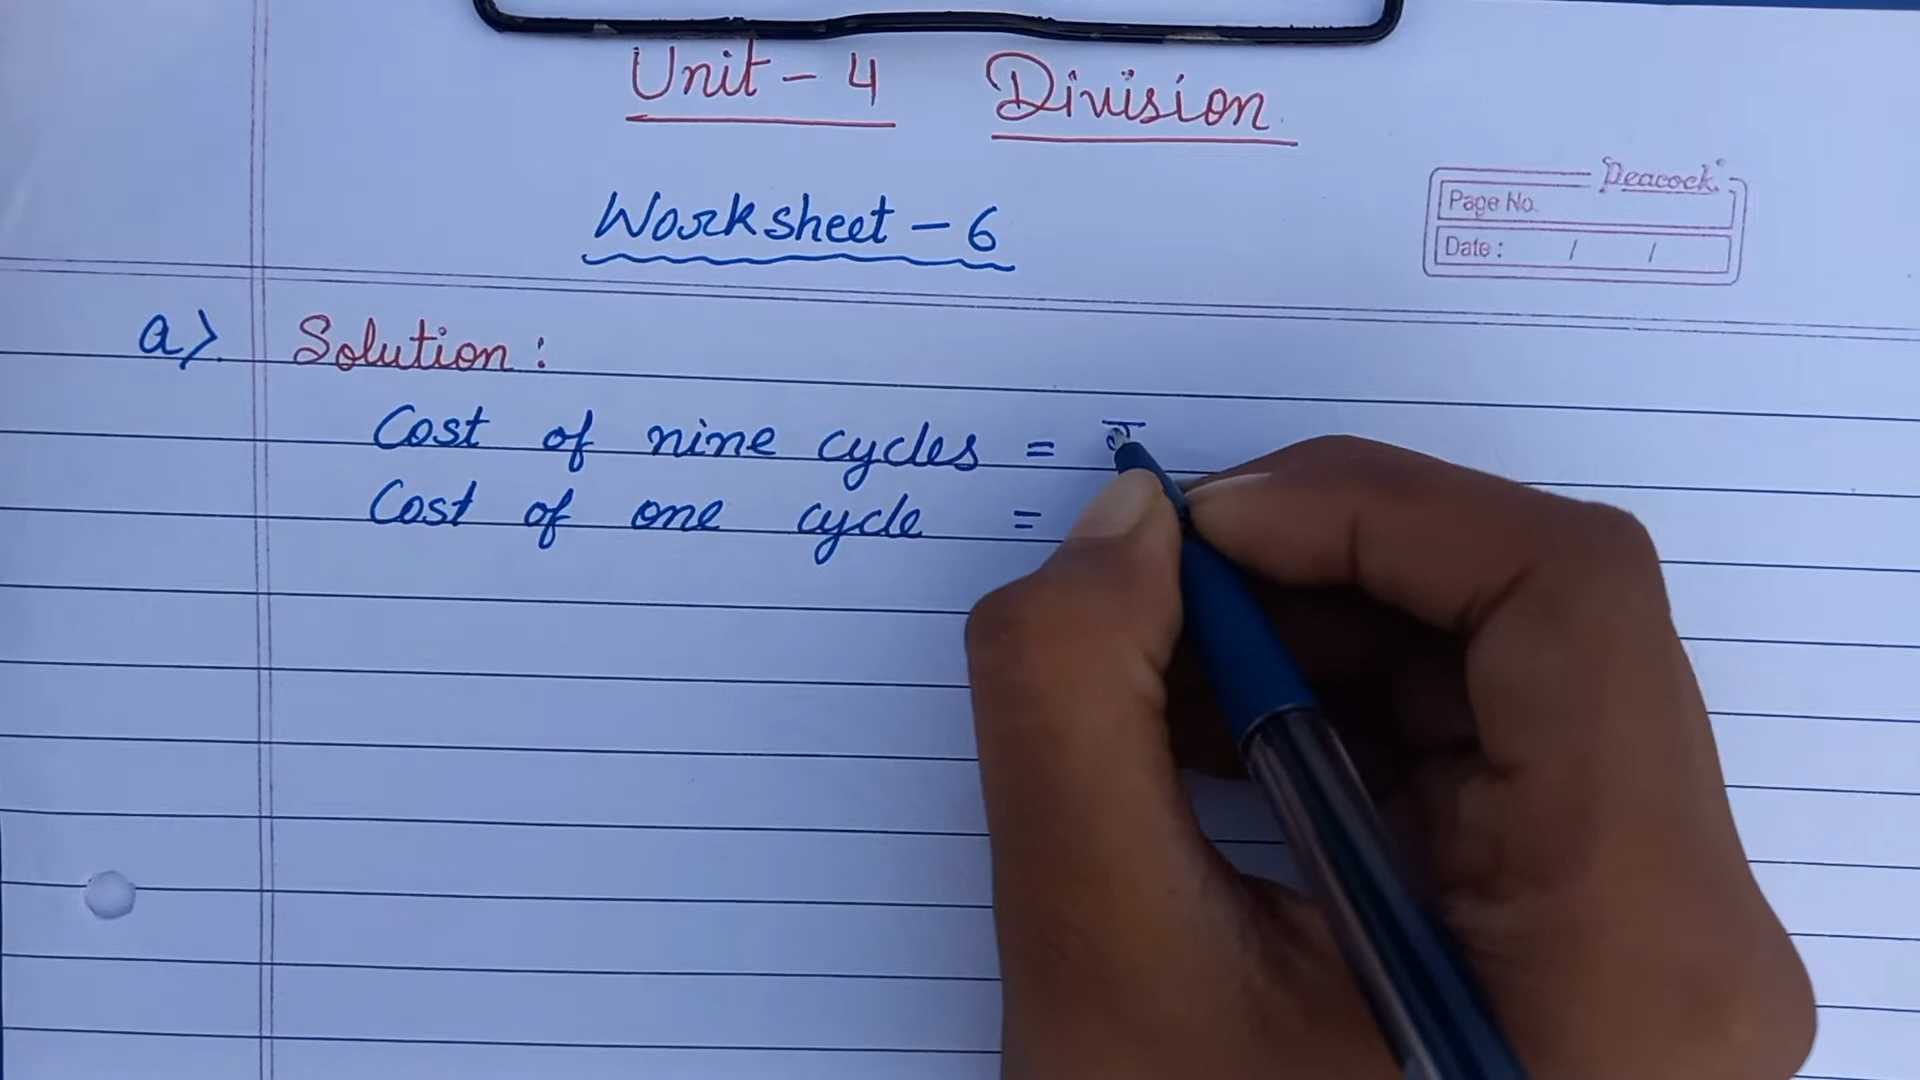 Unit - 4 Division
Worksheet - 6
Peacock
Page No.
Date : / /
a> Solution :
Cost of nine cycles =
Cost of one cycle =